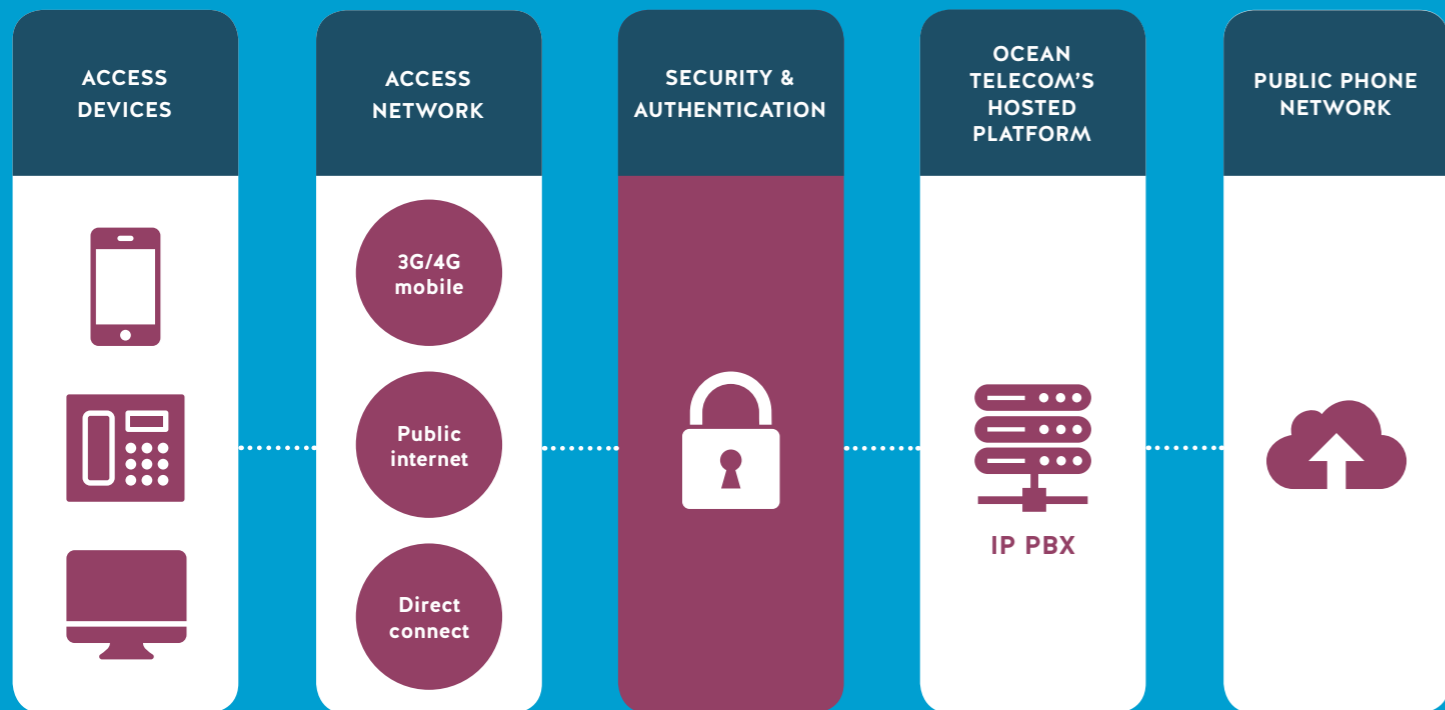 ACCESS
DEVICES
ACCESS
NETWORK
3G/4G
mobile
Public
internet
Direct
connect
SECURITY &
AUTHENTICATION
OCEAN
TELECOM'S
HOSTED
PLATFORM
IP PBX
PUBLIC PHONE
NETWORK